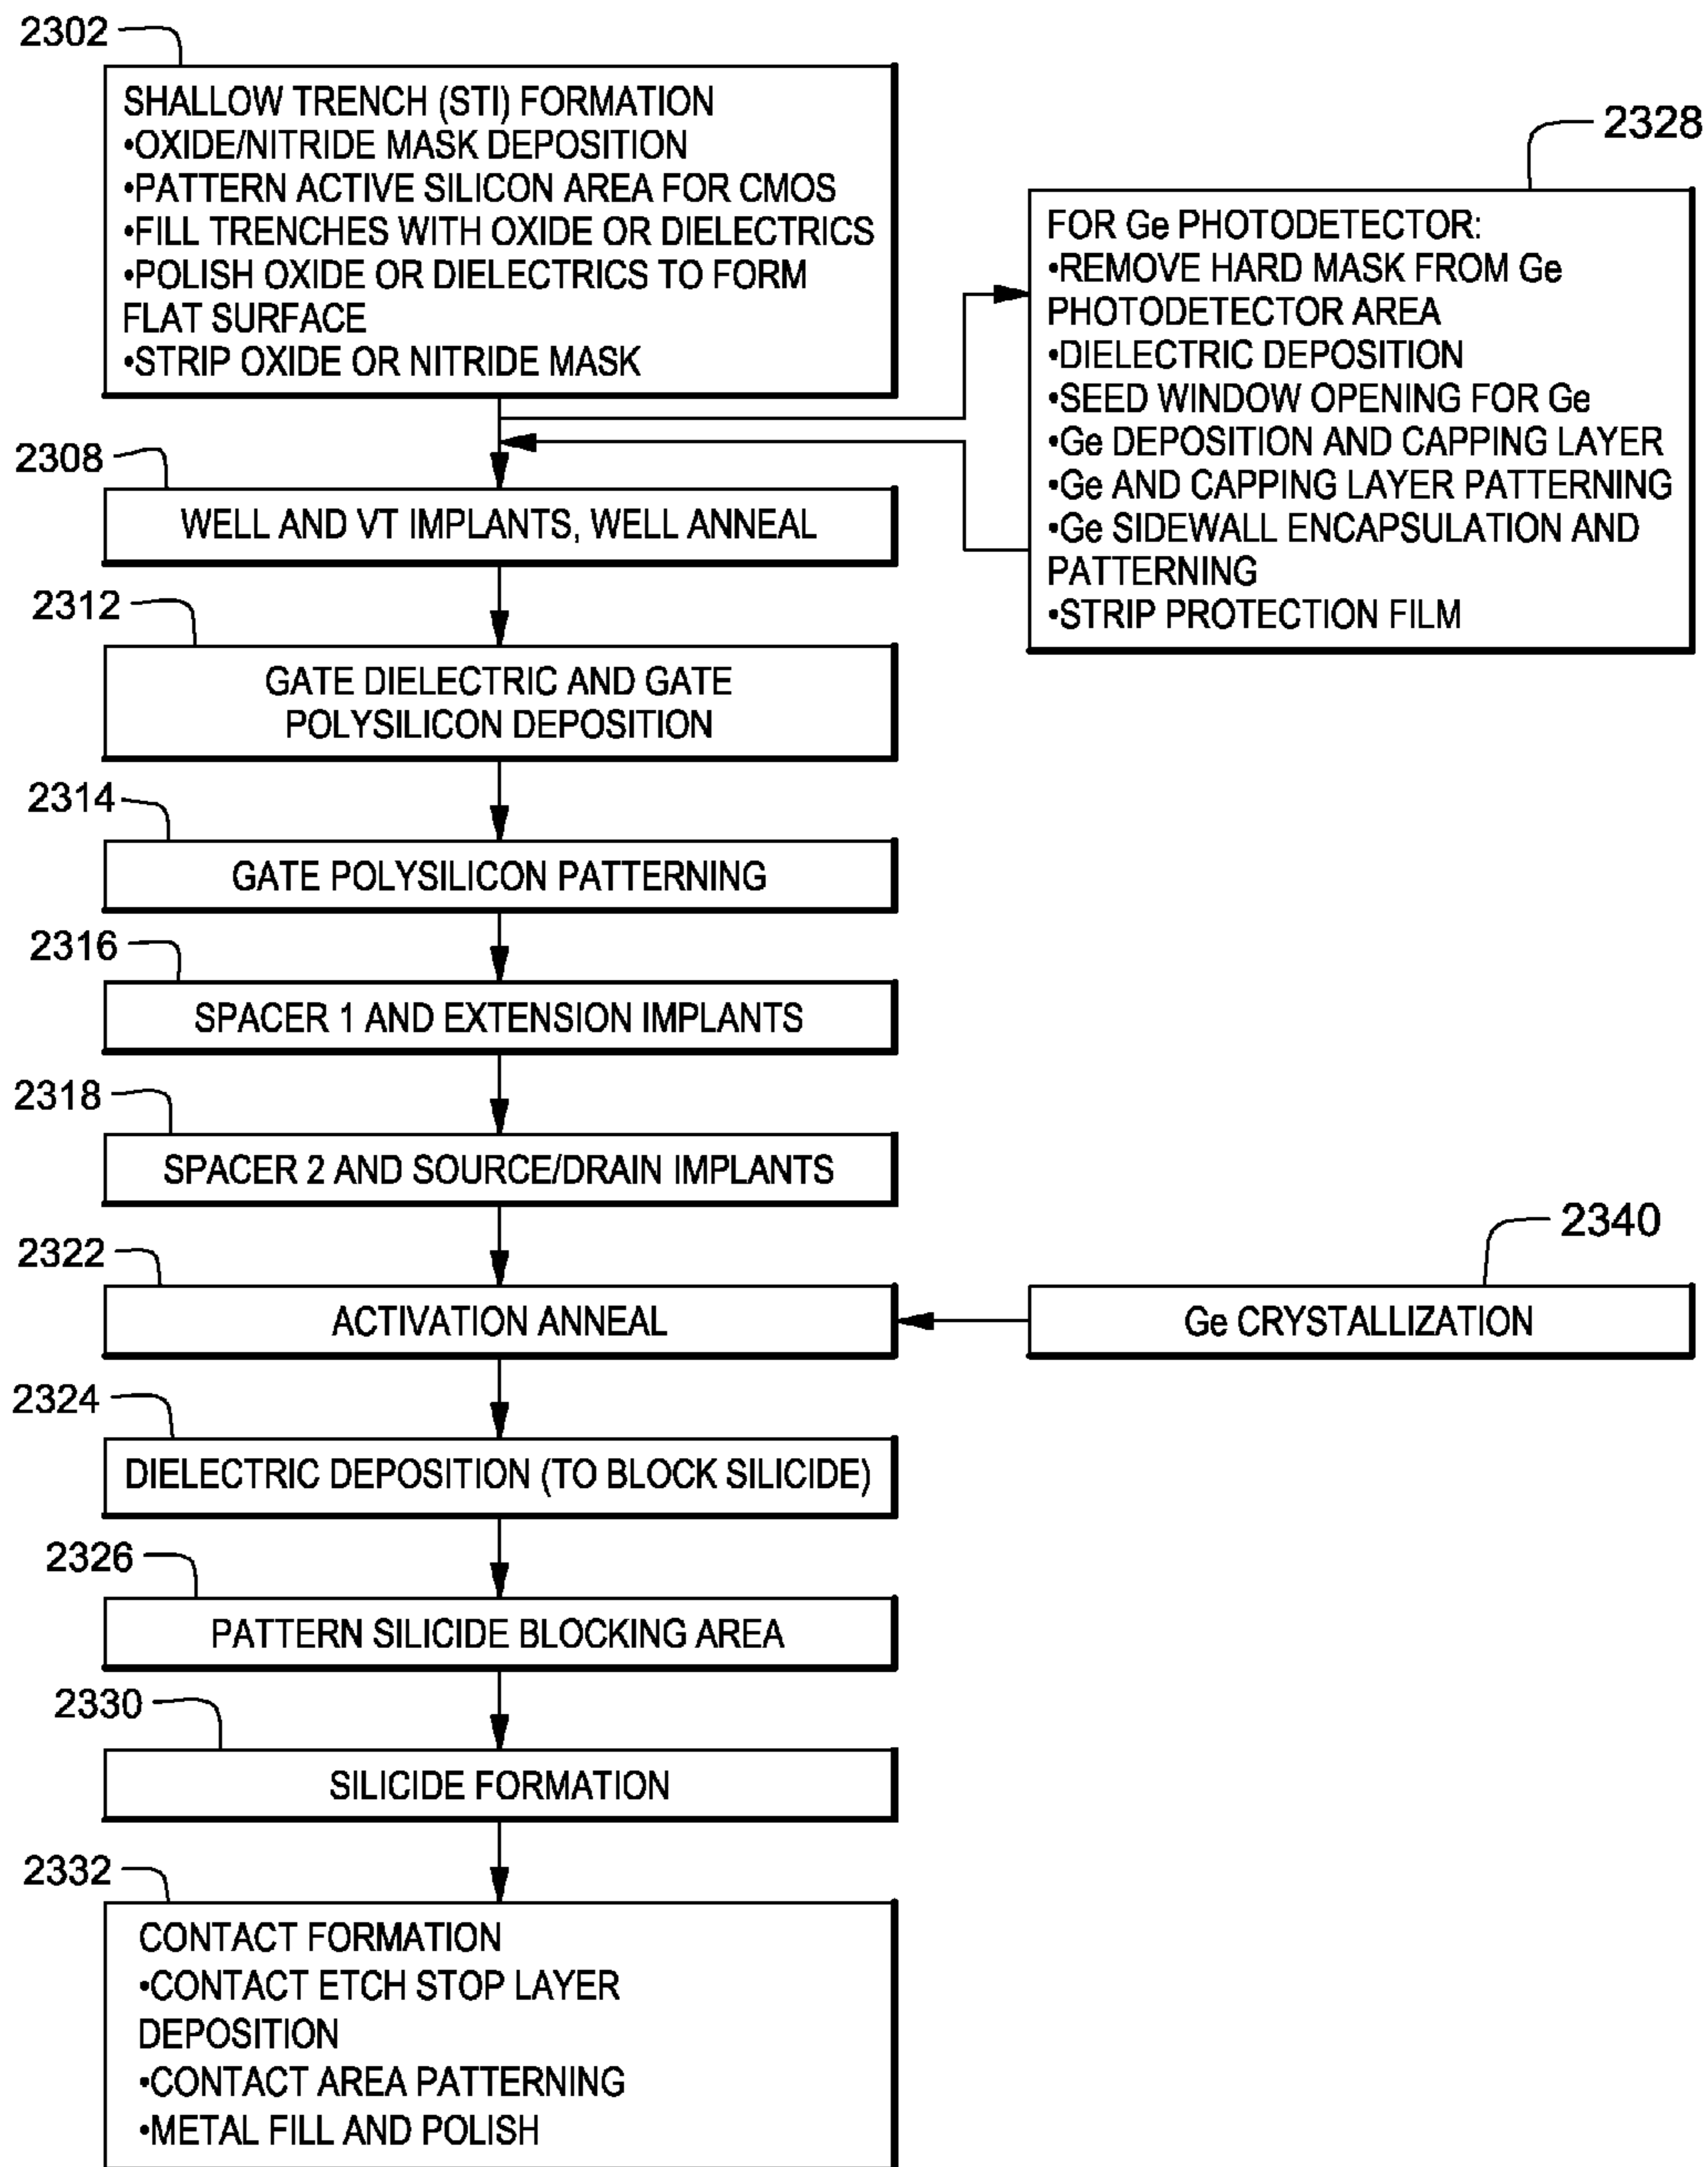 2302
SHALLOW TRENCH (STI) FORMATION
•OXIDE/NITRIDE MASK DEPOSITION
•PATTERN ACTIVE SILICON AREA FOR CMOS
•FILL TRENCHES WITH OXIDE OR DIELECTRICS
•POLISH OXIDE OR DIELECTRICS TO FORM
FLAT SURFACE
•STRIP OXIDE OR NITRIDE MASK
2328
FOR Ge PHOTODETECTOR:
•REMOVE HARD MASK FROM Ge
PHOTODETECTOR AREA
•DIELECTRIC DEPOSITION
•SEED WINDOW OPENING FOR Ge
•Ge DEPOSITION AND CAPPING LAYER
•Ge AND CAPPING LAYER PATTERNING
•Ge SIDEWALL ENCAPSULATION AND
PATTERNING
•STRIP PROTECTION FILM
2308
WELL AND VT IMPLANTS, WELL ANNEAL
2312
GATE DIELECTRIC AND GATE
POLYSILICON DEPOSITION
2314
GATE POLYSILICON PATTERNING
2316
SPACER 1 AND EXTENSION IMPLANTS
2318
SPACER 2 AND SOURCE/DRAIN IMPLANTS
2322
ACTIVATION ANNEAL
2340
Ge CRYSTALLIZATION
2324
DIELECTRIC DEPOSITION (TO BLOCK SILICIDE)
2326
PATTERN SILICIDE BLOCKING AREA
2330
SILICIDE FORMATION
2332
CONTACT FORMATION
•CONTACT ETCH STOP LAYER
DEPOSITION
•CONTACT AREA PATTERNING
•METAL FILL AND POLISH